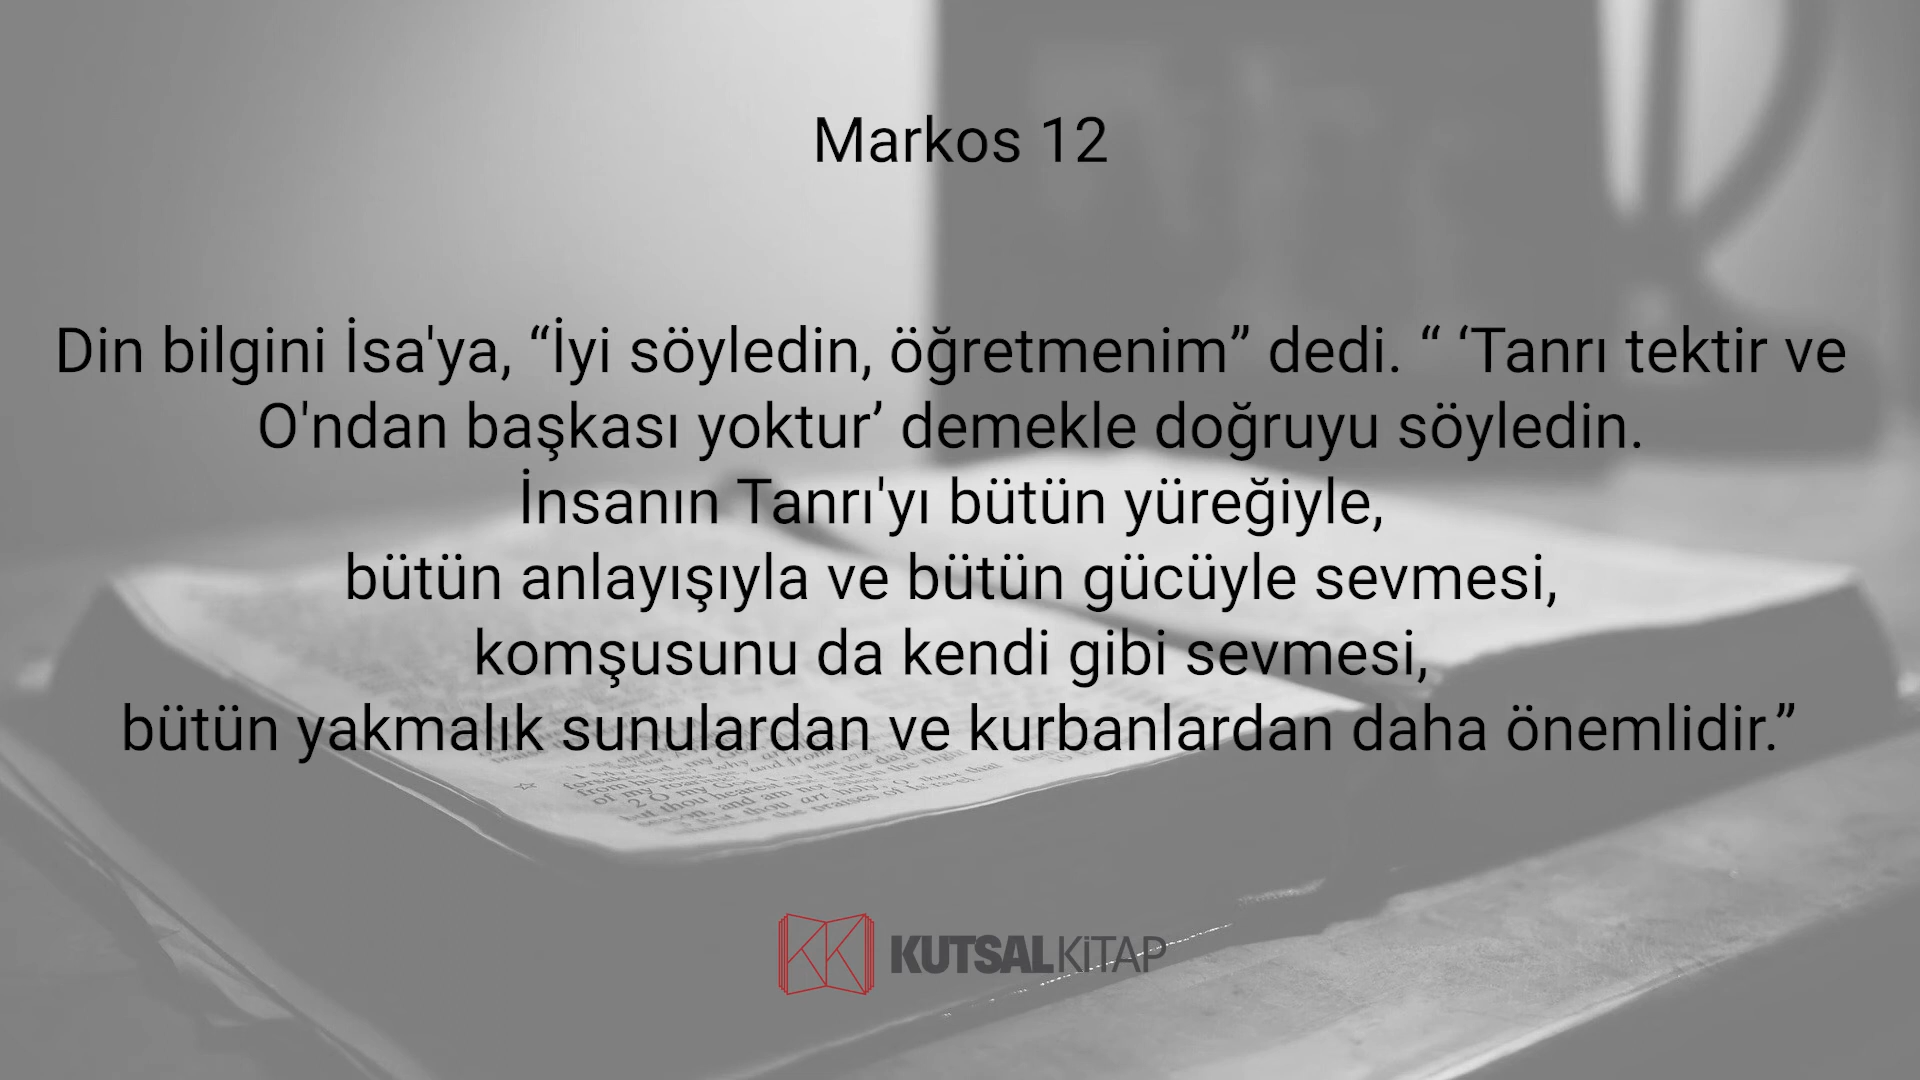 Markos 12
Din bilgini İsa'ya, “İyi söyledin, öğretmenim” dedi. “ ‘Tanrı tektir ve
O'ndan başkası yoktur’ demekle doğruyu söyledin.
İnsanın Tanrı'yı bütün yüreğiyle,
bütün anlayışıyla ve bütün gücüyle sevmesi,
komşusunu da kendi gibi sevmesi,
bütün yakmalık sunulardan ve kurbanlardan daha önemlidir.”
KUTSALKiTAP